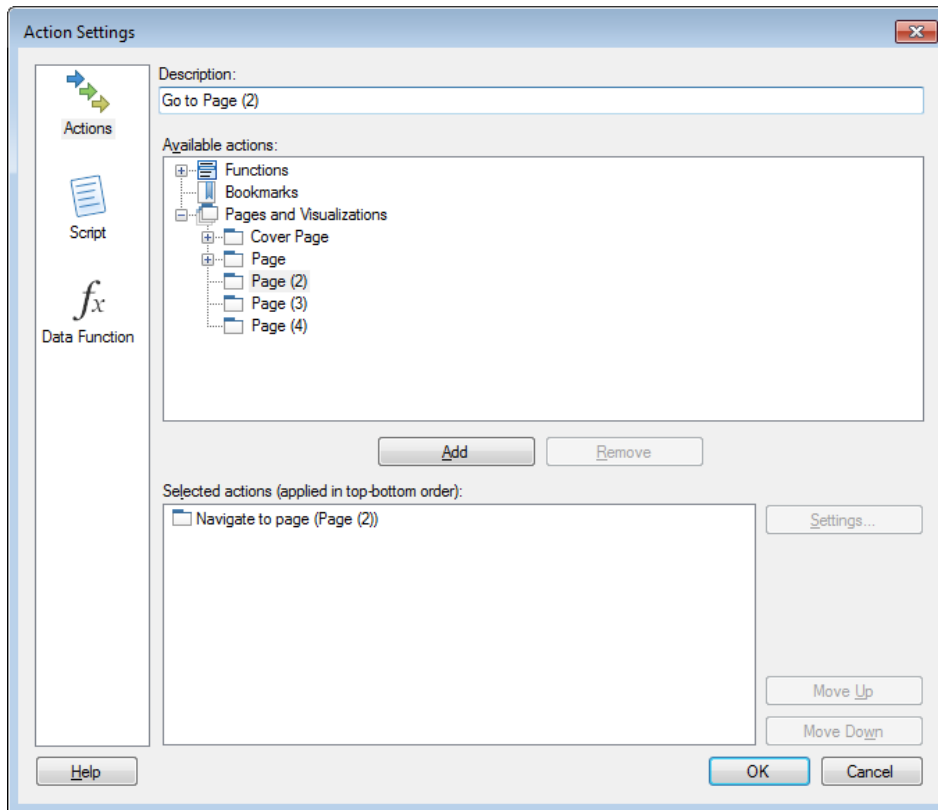 Action Settings
Actions
Script
fx
Data Function
Description:
Go to Page (2)
Available actions:
Functions
Bookmarks
Pages and Visualizations
Cover Page
Page
Page (2)
Page (3)
Page (4)
Add
Remove
Selected actions (applied in top-bottom order):
Navigate to page (Page (2))
Settings...
Move Up
Move Down
Help
OK
Cancel